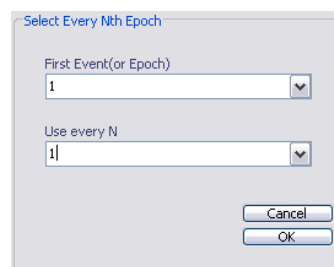 Select Every Nth Epoch
First Event(or Epoch)
1
Use every N
1
Cancel
OK